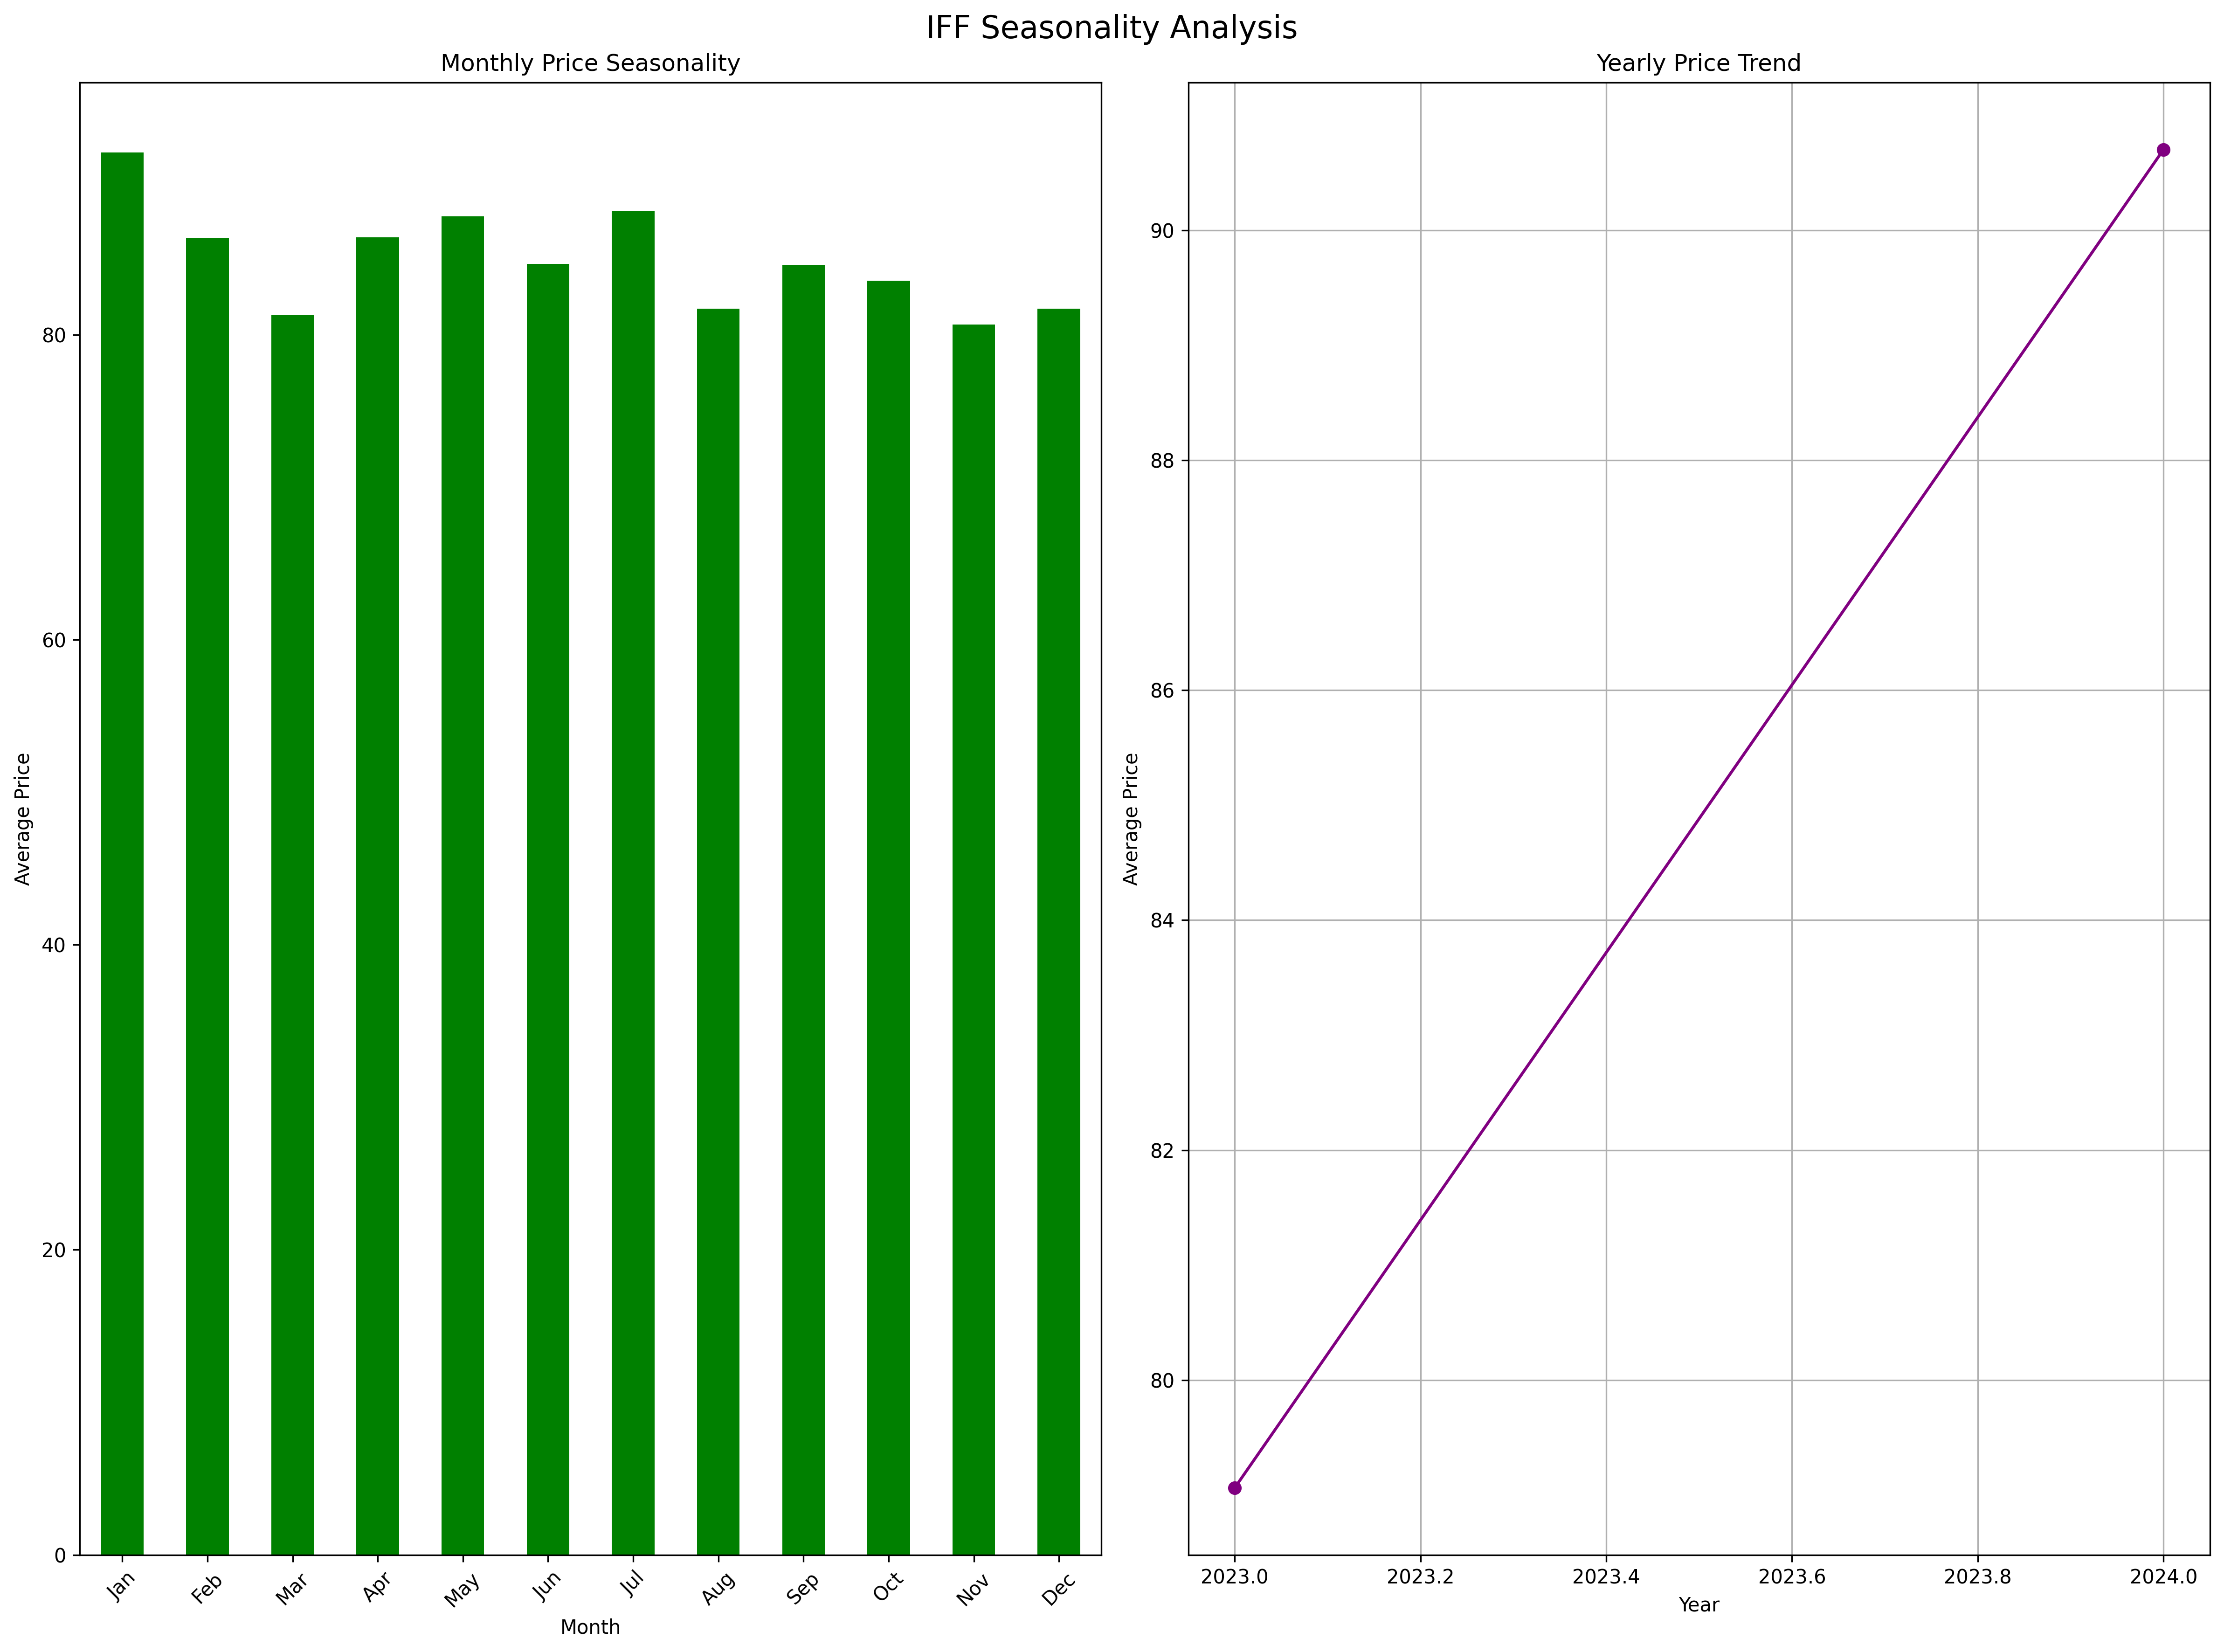 IFF Seasonality Analysis
Monthly Price Seasonality
Average Price
80
60
40
20
0
Jan Feb Mar Apr May Jun Jul Aug Sep Oct Nov Dec
Month
Yearly Price Trend
Average Price
90
88
86
84
82
80
2023.0 2023.2 2023.4 2023.6 2023.8 2024.0
Year